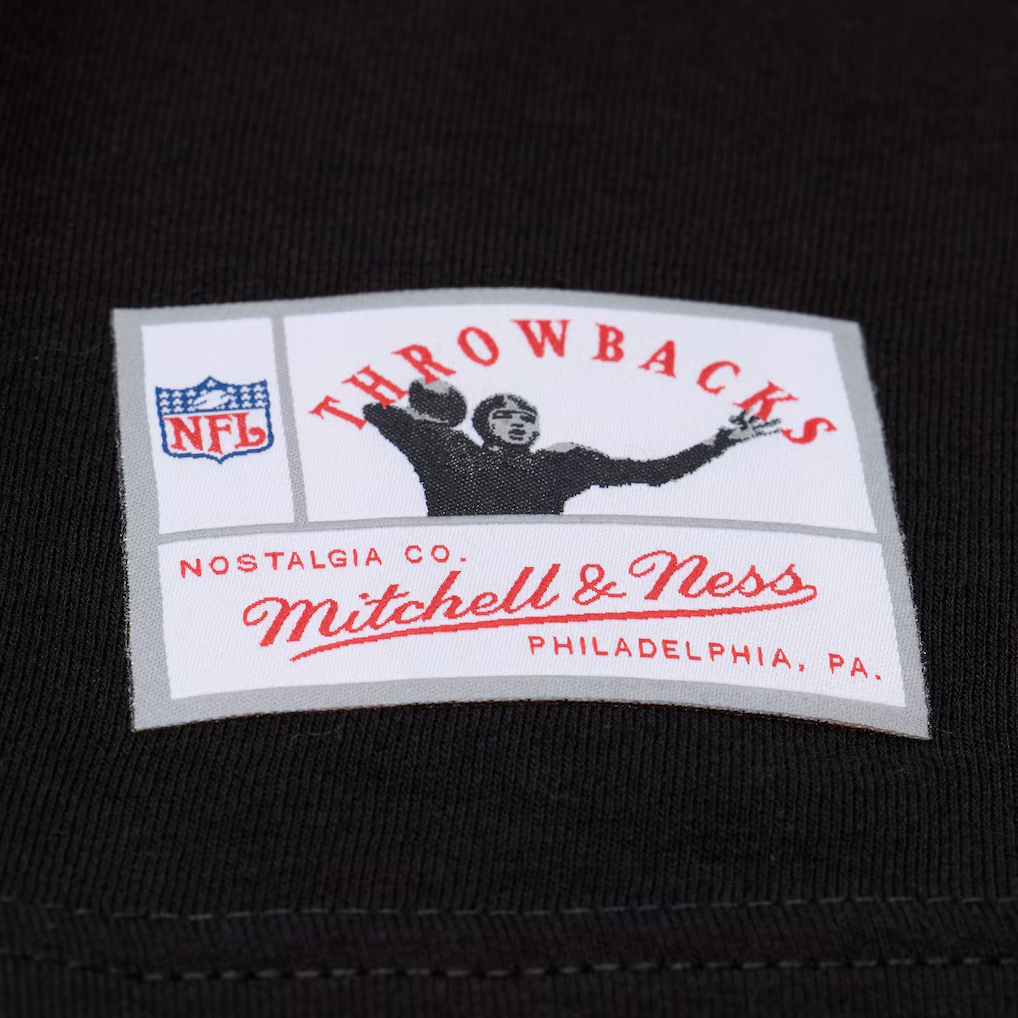 THROWBACKS
NFL
NOSTALGIA CO.
Mitchell & Ness
PHILADELPHIA, PA.